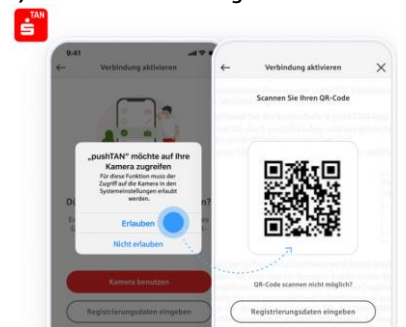 TAN
9:41
Verbindung aktivieren
„pushTAN" möchte auf Ihre
Kamera zugreifen
Für diese Funktion muss der
Zugriff auf die Kamera in den
Systemeinstellungen erlaubt
werden.
Erlauben
Nicht erlauben
Kamera benutzen
Registrierungsdaten eingeben
Verbindung aktivieren
Scannen Sie Ihren QR-Code
QR-Code scannen nicht möglich?
Registrierungsdaten eingeben